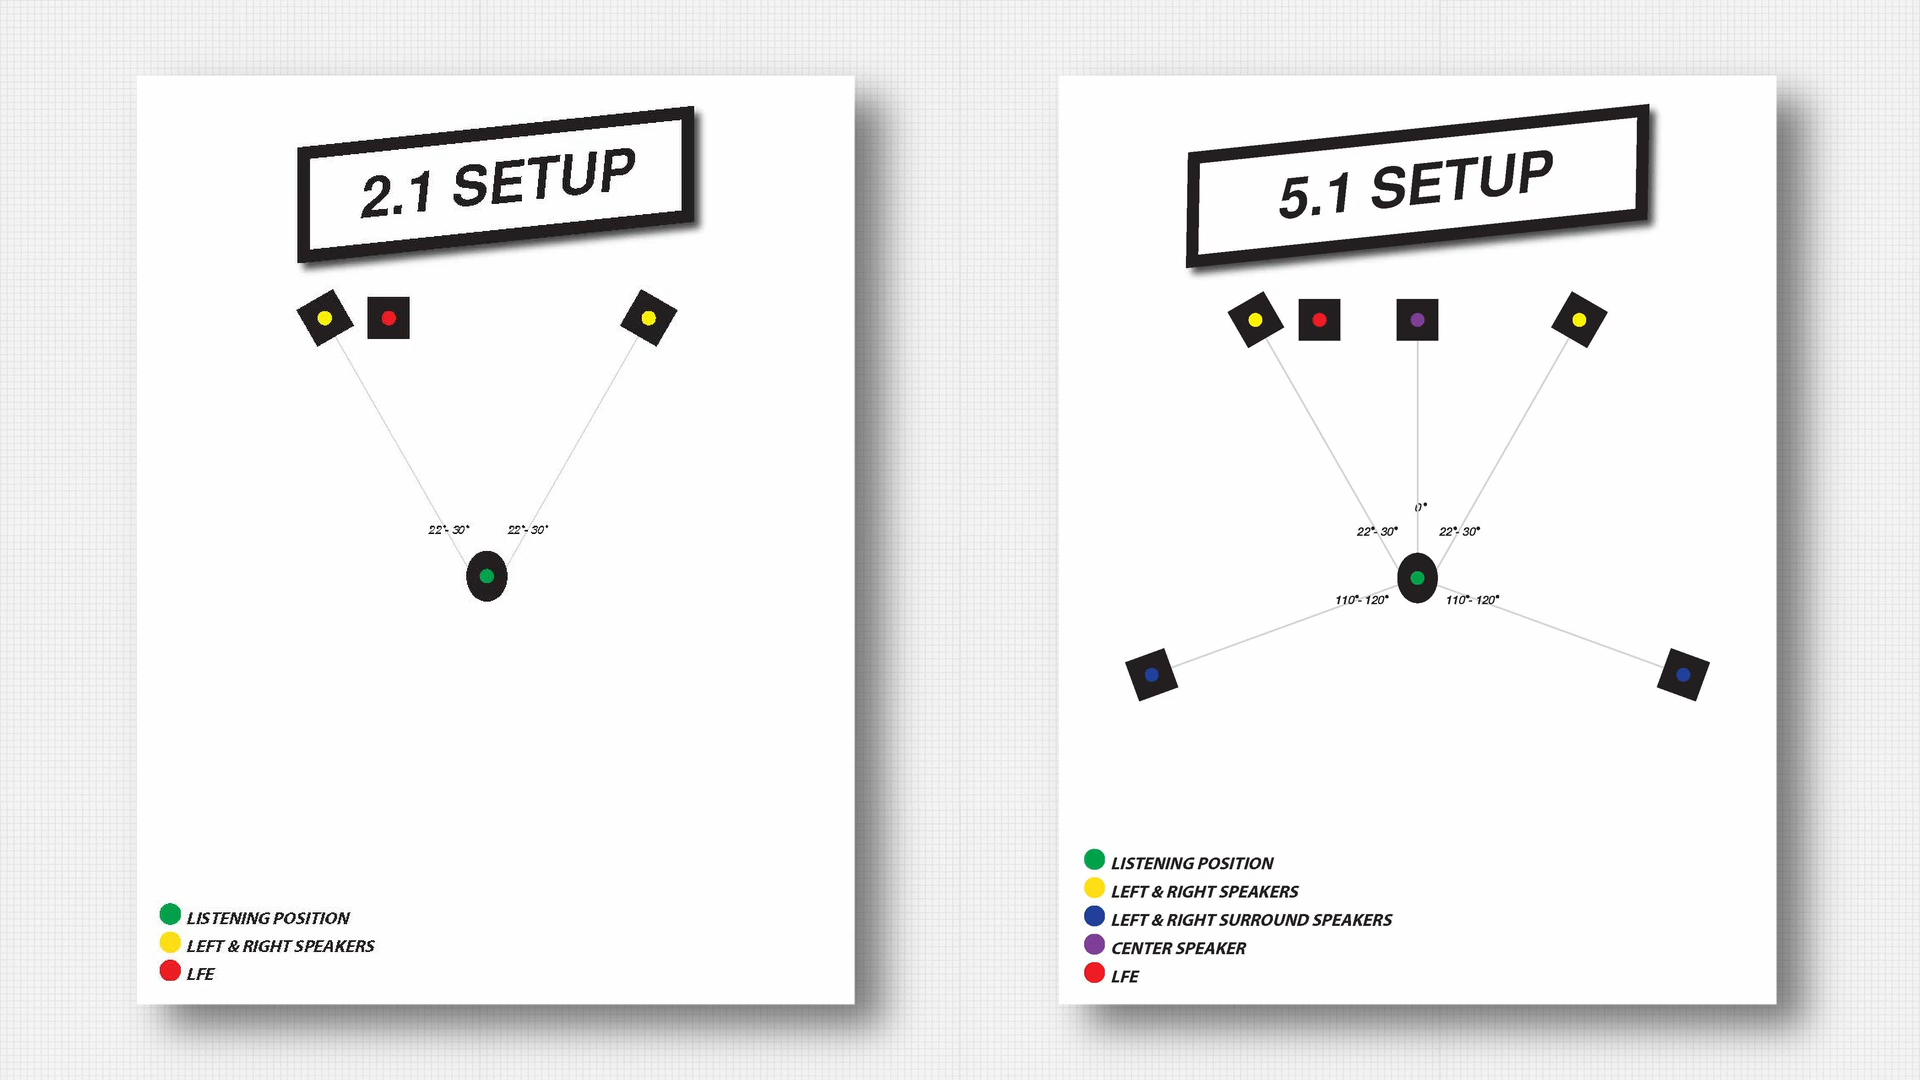 2.1 SETUP
22°- 30°
22°- 30°
LISTENING POSITION
LEFT & RIGHT SPEAKERS
LFE
5.1 SETUP
0°
22°- 30°
22°- 30°
110°- 120°
110°- 120°
LISTENING POSITION
LEFT & RIGHT SPEAKERS
LEFT & RIGHT SURROUND SPEAKERS
CENTER SPEAKER
LFE